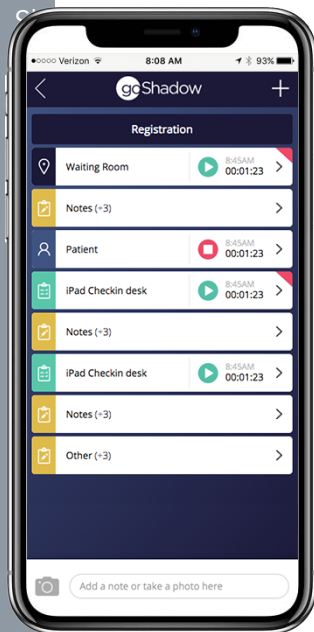 Verizon 8:08 AM 93%
goShadow
Registration
Waiting Room 8:45AM 00:01:23
Notes (+3)
Patient 8:45AM 00:01:23
iPad Checkin desk 8:45AM 00:01:23
Notes (+3)
iPad Checkin desk 8:45AM 00:01:23
Notes (+3)
Other (+3)
Add a note or take a photo here